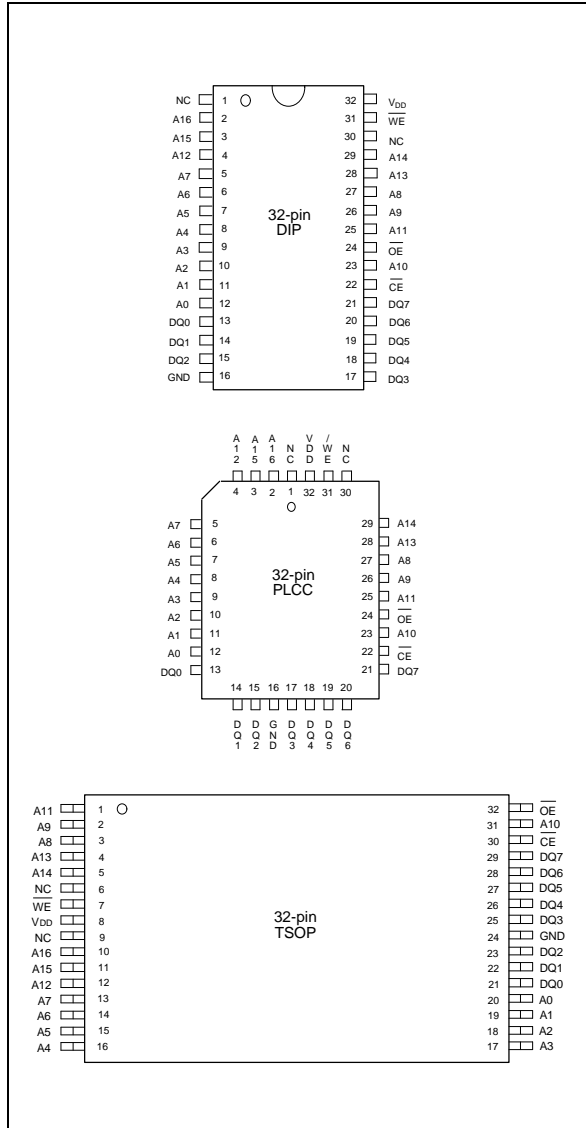 NC 1 32 VDD
A16 2 31 WE
A15 3 30 NC
A12 4 29 A14
A7 5 28 A13
A6 6 27 A8
A5 7 26 A9
32-pin
DIP
A4 8 25 A11
A3 9 24 OE
A2 10 23 A10
A1 11 22 CE
A0 12 21 DQ7
DQ0 13 20 DQ6
DQ1 14 19 DQ5
DQ2 15 18 DQ4
GND 16 17 DQ3
A12 A15 A16 NC VDD /WE NC
4 3 2 1 32 31 30
A7 5 29 A14
A6 6 28 A13
A5 7 27 A8
A4 8 26 A9
32-pin
PLCC
A3 9 25 A11
A2 10 24 OE
A1 11 23 A10
A0 12 22 CE
DQ0 13 21 DQ7
14 15 16 17 18 19 20
DQ1 DQ2 GND DQ3 DQ4 DQ5 DQ6
A11 1 32 OE
A9 2 31 A10
A8 3 30 CE
A13 4 29 DQ7
A14 5 28 DQ6
NC 6 27 DQ5
WE 7 26 DQ4
VDD 8 25 DQ3
32-pin
TSOP
NC 9 24 GND
A16 10 23 DQ2
A15 11 22 DQ1
A12 12 21 DQ0
A7 13 20 A0
A6 14 19 A1
A5 15 18 A2
A4 16 17 A3